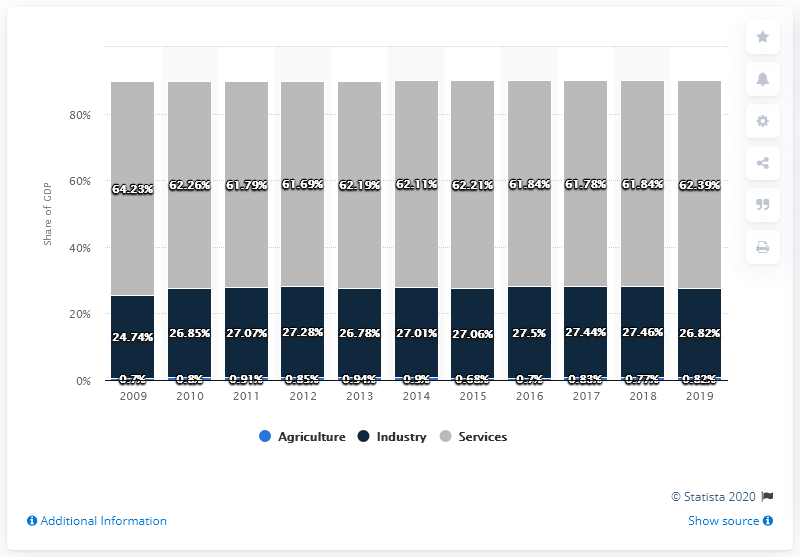 Share of GDP
80%
60%
40%
20%
0%
64.23% 62.26% 61.79% 61.69% 62.19% 62.11% 62.21% 61.84% 61.78% 61.84% 62.39%
24.74% 26.85% 27.07% 27.28% 26.78% 27.01% 27.06% 27.5% 27.44% 27.46% 26.82%
0.7% 0.8% 0.91% 0.85% 0.94% 0.9% 0.68% 0.7% 0.83% 0.77% 0.82%
2009 2010 2011 2012 2013 2014 2015 2016 2017 2018 2019
Agriculture Industry Services
© Statista 2020
Additional Information
Show source